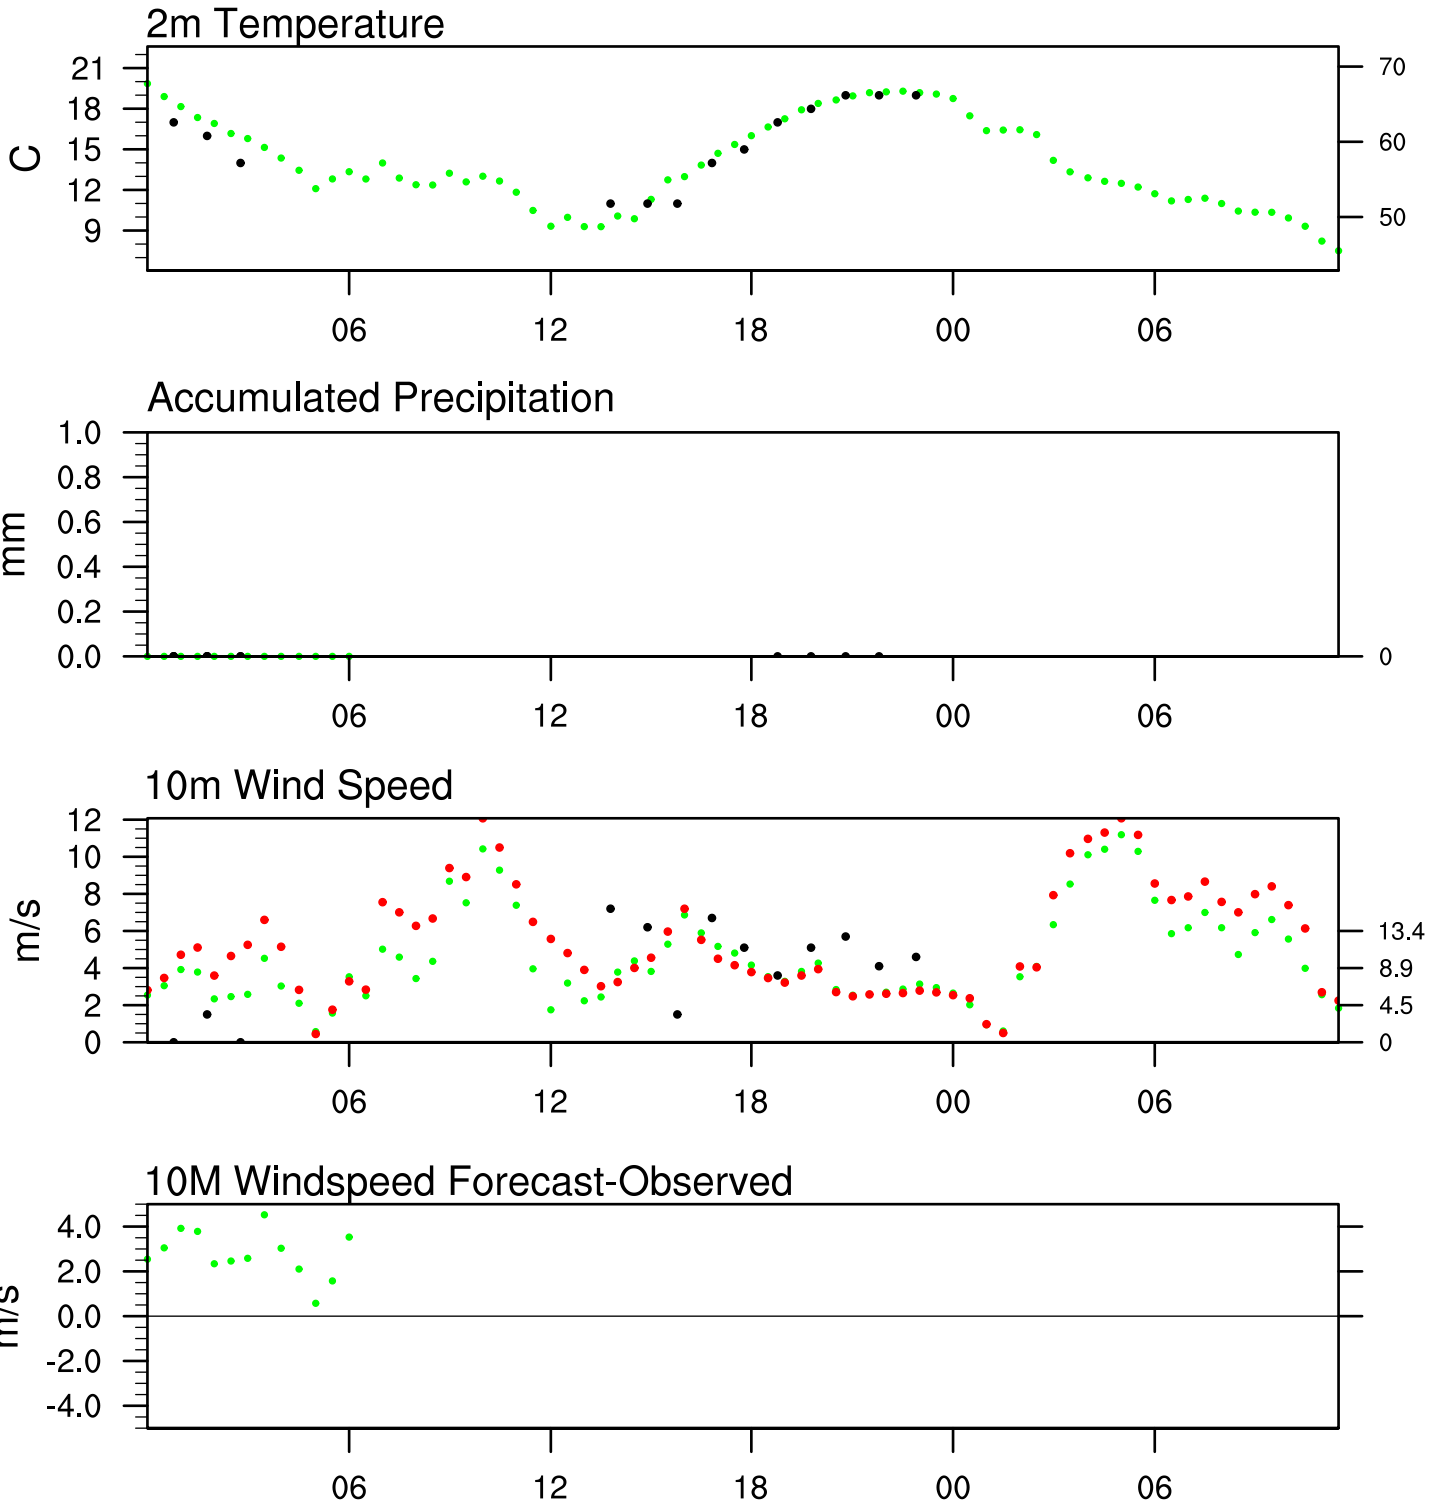 2m Temperature
21
18
15
12
9
C
70
60
50
06 12 18 00 06
Accumulated Precipitation
1.0
0.8
0.6
0.4
0.2
0.0
mm
0
06 12 18 00 06
10m Wind Speed
12
10
8
6
4
2
0
m/s
13.4
8.9
4.5
0
06 12 18 00 06
10M Windspeed Forecast-Observed
4.0
2.0
0.0
-2.0
-4.0
m/s
06 12 18 00 06